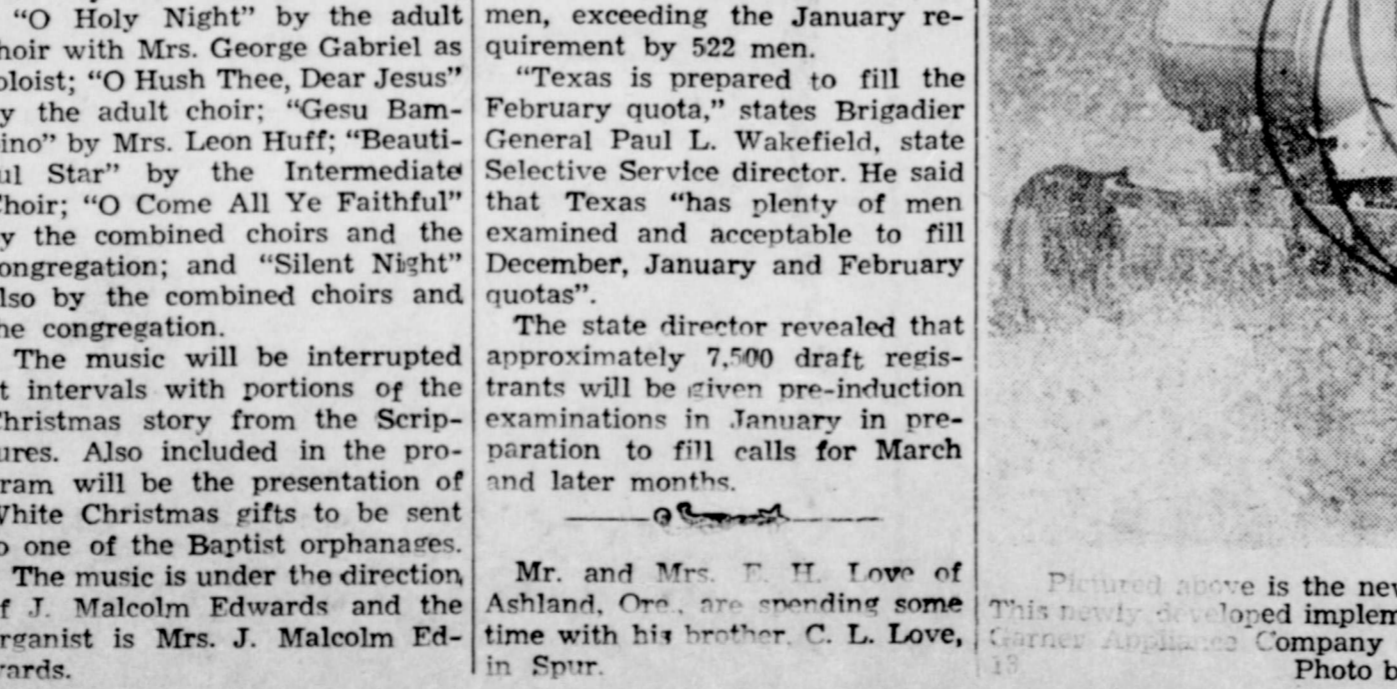 "O Holy Night" by the adult
hoir with Mrs. George Gabriel as
oloist; "O Hush Thee, Dear Jesus"
y the adult choir; "Gesu Bam-
ino" by Mrs. Leon Huff; "Beauti-
ul Star" by the Intermediate
Choir; "O Come All Ye Faithful"
y the combined choirs and the
ongregation; and "Silent Night"
lso by the combined choirs and
he congregation.
The music will be interrupted
t intervals with portions of the
Christmas story from the Scrip-
ures. Also included in the pro-
ram will be the presentation of
White Christmas gifts to be sent
o one of the Baptist orphanages.
The music is under the direction
f J. Malcolm Edwards and the
rganist is Mrs. J. Malcolm Ed-
wards.
men, exceeding the January re-
quirement by 522 men.
"Texas is prepared to fill the
February quota," states Brigadier
General Paul L. Wakefield, state
Selective Service director. He said
that Texas "has plenty of men
examined and acceptable to fill
December, January and February
quotas".
The state director revealed that
approximately 7,500 draft regis-
trants will be given pre-induction
examinations in January in pre-
paration to fill calls for March
and later months.
Mr. and Mrs. F. H. Love of
Ashland, Ore., are spending some
time with his brother, C. L. Love,
in Spur.
Pictured above is the new
This newly developed implem
Garner Appliance Company
13
Photo b